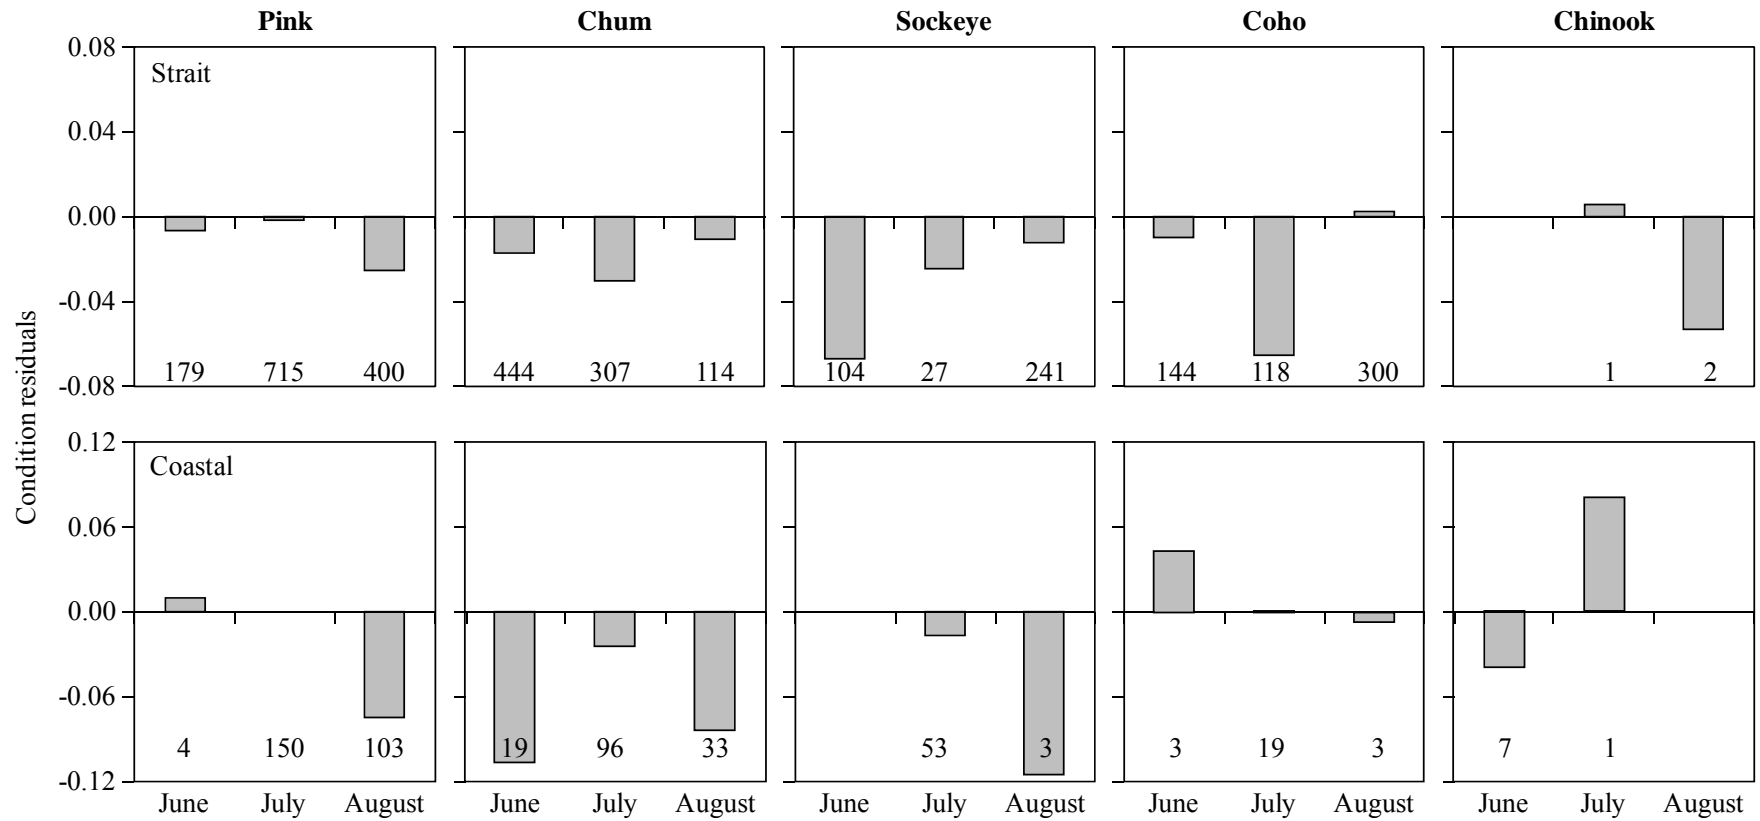 Pink Chum Sockeye Coho Chinook
0.08
Strait
0.04
0.00
-0.04
179 715 400 444 307 114 104 27 241 144 118 300 1 2
-0.08
Condition residuals
0.12
Coastal
0.06
0.00
-0.06
4 150 103 19 96 33 53 3 3 19 3 7 1
-0.12
June July August June July August June July August June July August June July August